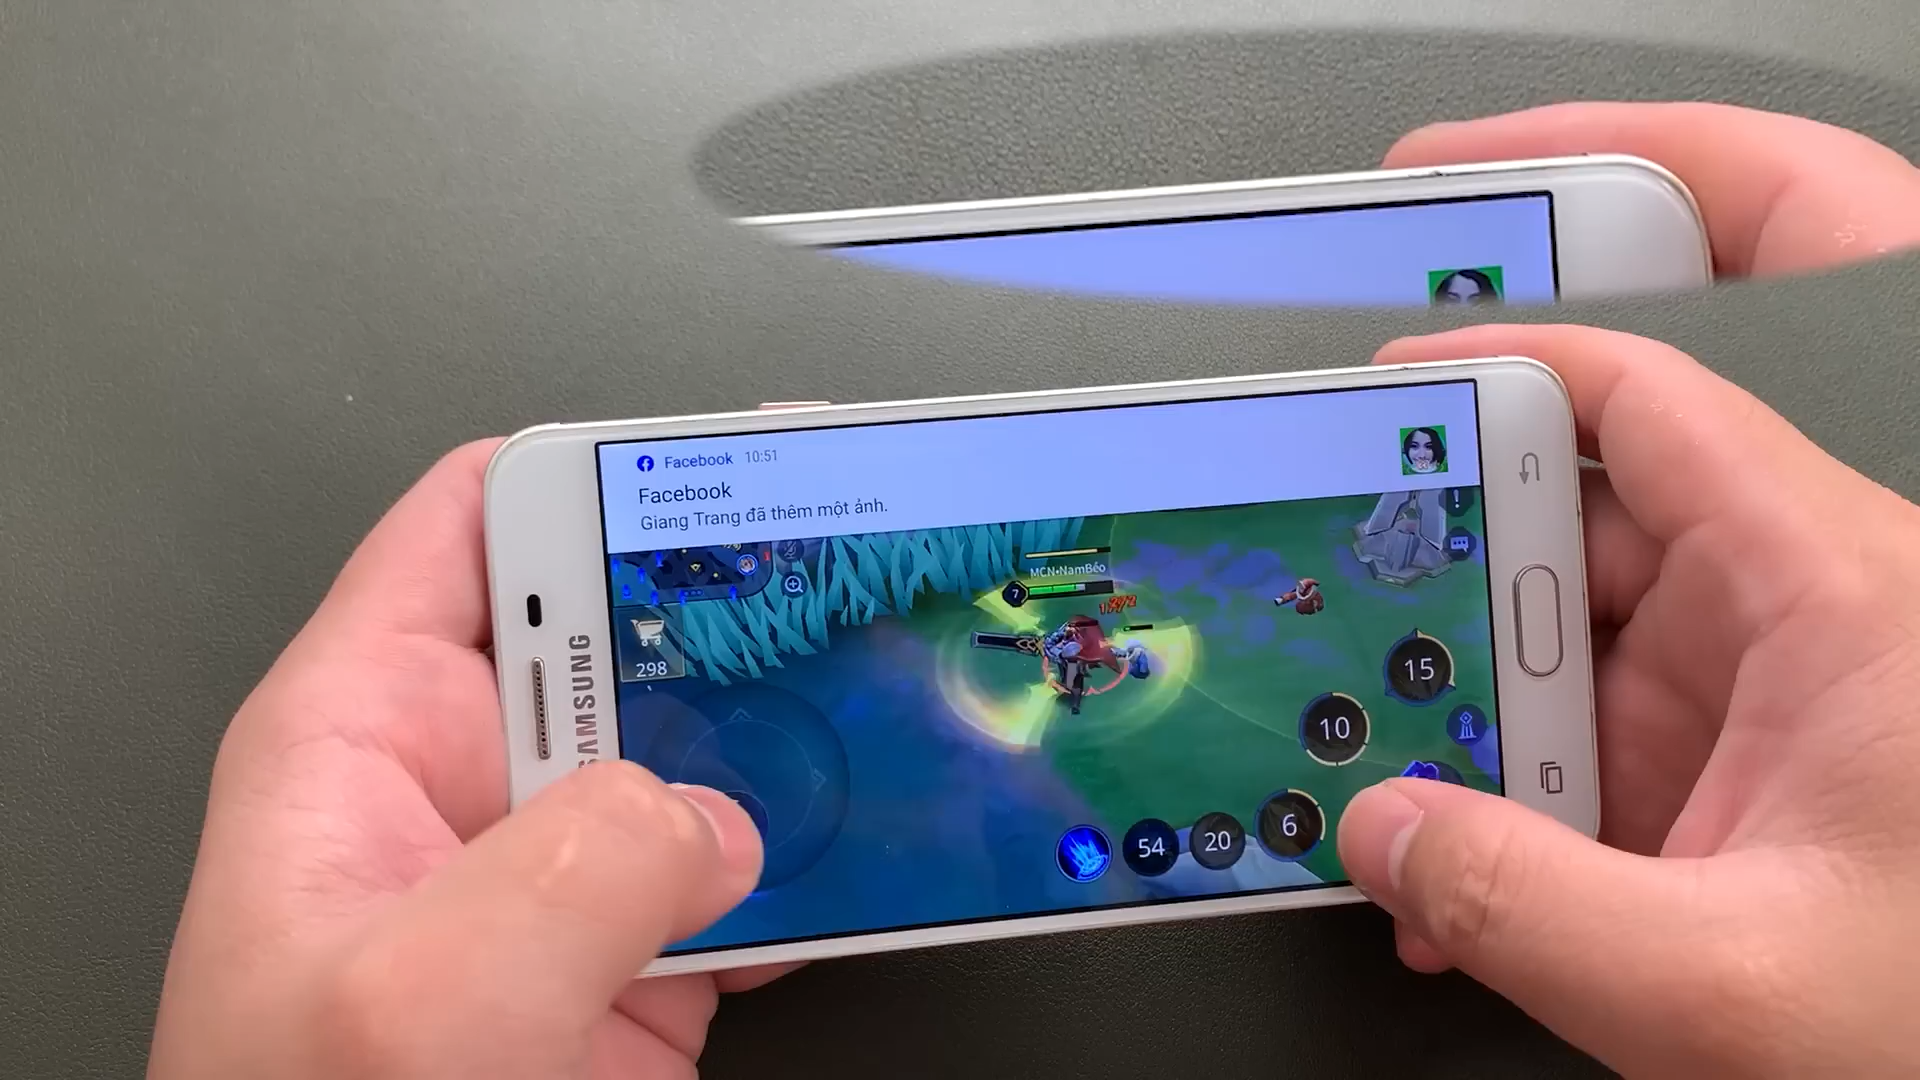 Facebook 10:51
Facebook
Giang Trang đã thêm một ảnh.
MCN•NamBéo
7
298
15
10
54
20
6
SAMSUNG